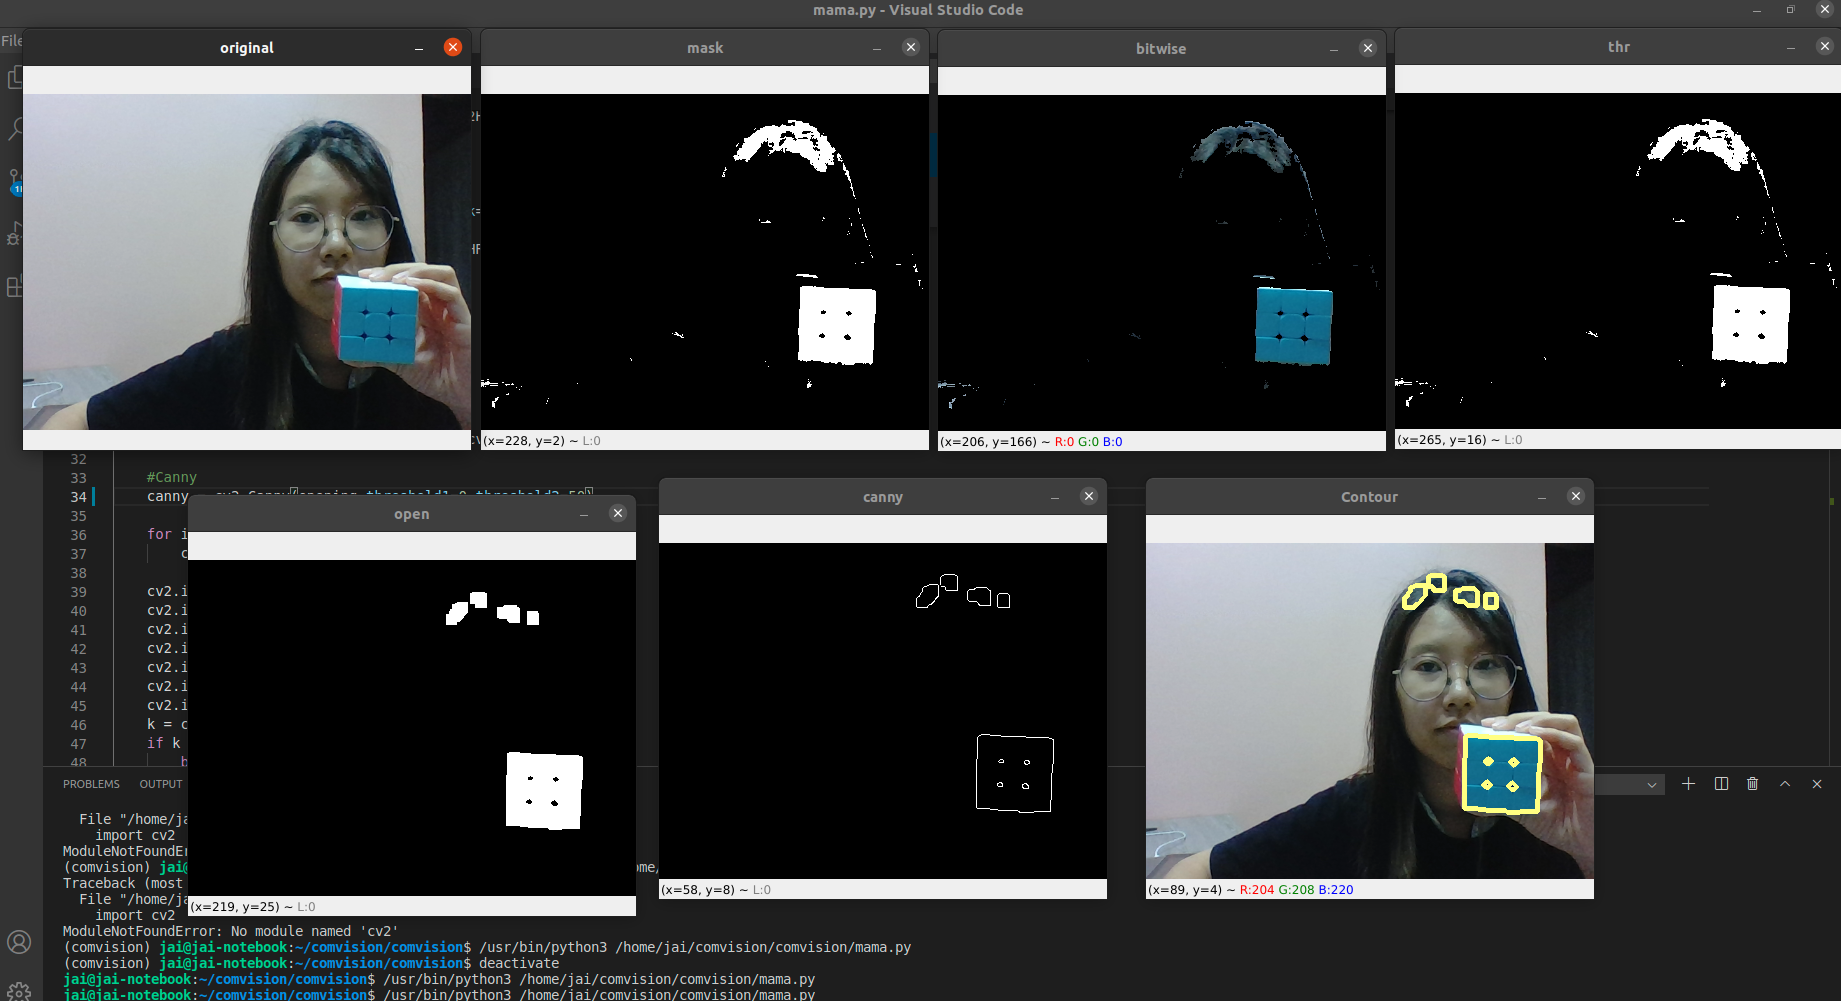 mama.py - Visual Studio Code
File
original
mask
bitwise
thr
(x=228, y=2) ~ L:0
(x=206, y=166) ~ R:0 G:0 B:0
(x=265, y=16) ~ L:0
32
33 #Canny
34 canny
35
36 for i
37 c
38
39 cv2.i
40 cv2.i
41 cv2.i
42 cv2.i
43 cv2.i
44 cv2.i
45 cv2.i
46 k = c
47 if k
48 b
open
canny
Contour
(x=219, y=25) ~ L:0
(x=58, y=8) ~ L:0
(x=89, y=4) ~ R:204 G:208 B:220
PROBLEMS OUTPUT
File "/home/ja
import cv2
ModuleNotFoundEr
(comvision) jai@ ome/
Traceback (most
File "/home/ja
import cv2
ModuleNotFoundError: No module named 'cv2'
(comvision) jai@jai-notebook:~/comvision/comvision$ /usr/bin/python3 /home/jai/comvision/comvision/mama.py
(comvision) jai@jai-notebook:~/comvision/comvision$ deactivate
jai@jai-notebook:~/comvision/comvision$ /usr/bin/python3 /home/jai/comvision/comvision/mama.py
jai@jai-notebook:~/comvision/comvision$ /usr/bin/python3 /home/jai/comvision/comvision/mama.py